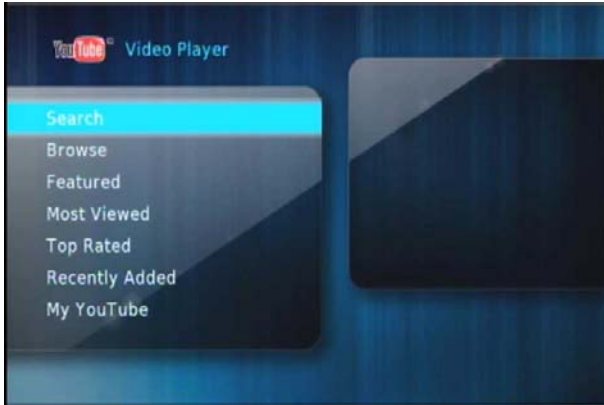 YouTube Video Player
Search
Browse
Featured
Most Viewed
Top Rated
Recently Added
My YouTube